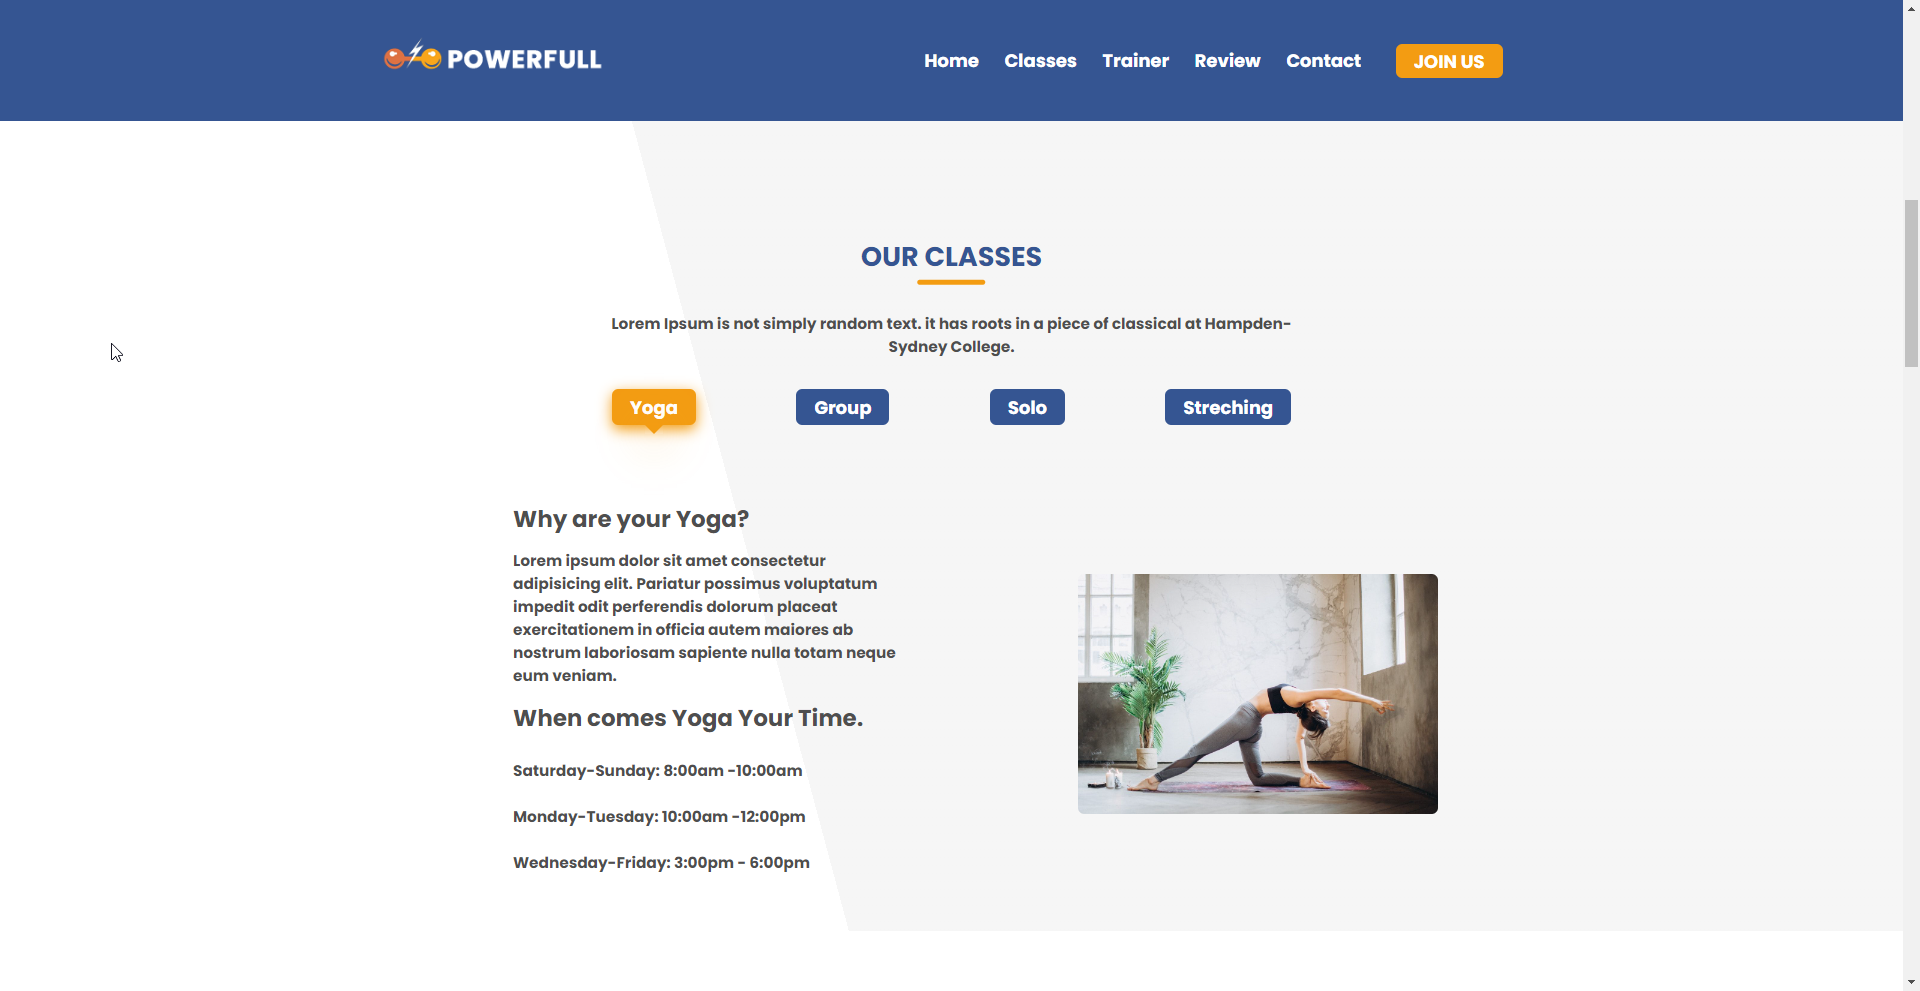 POWERFULL
Home Classes Trainer Review Contact JOIN US
OUR CLASSES
Lorem Ipsum is not simply random text. it has roots in a piece of classical at Hampden-
Sydney College.
Yoga Group Solo Streching
Why are your Yoga?
Lorem ipsum dolor sit amet consectetur
adipisicing elit. Pariatur possimus voluptatum
impedit odit perferendis dolorum placeat
exercitationem in officia autem maiores ab
nostrum laboriosam sapiente nulla totam neque
eum veniam.
When comes Yoga Your Time.
Saturday-Sunday: 8:00am -10:00am
Monday-Tuesday: 10:00am -12:00pm
Wednesday-Friday: 3:00pm - 6:00pm